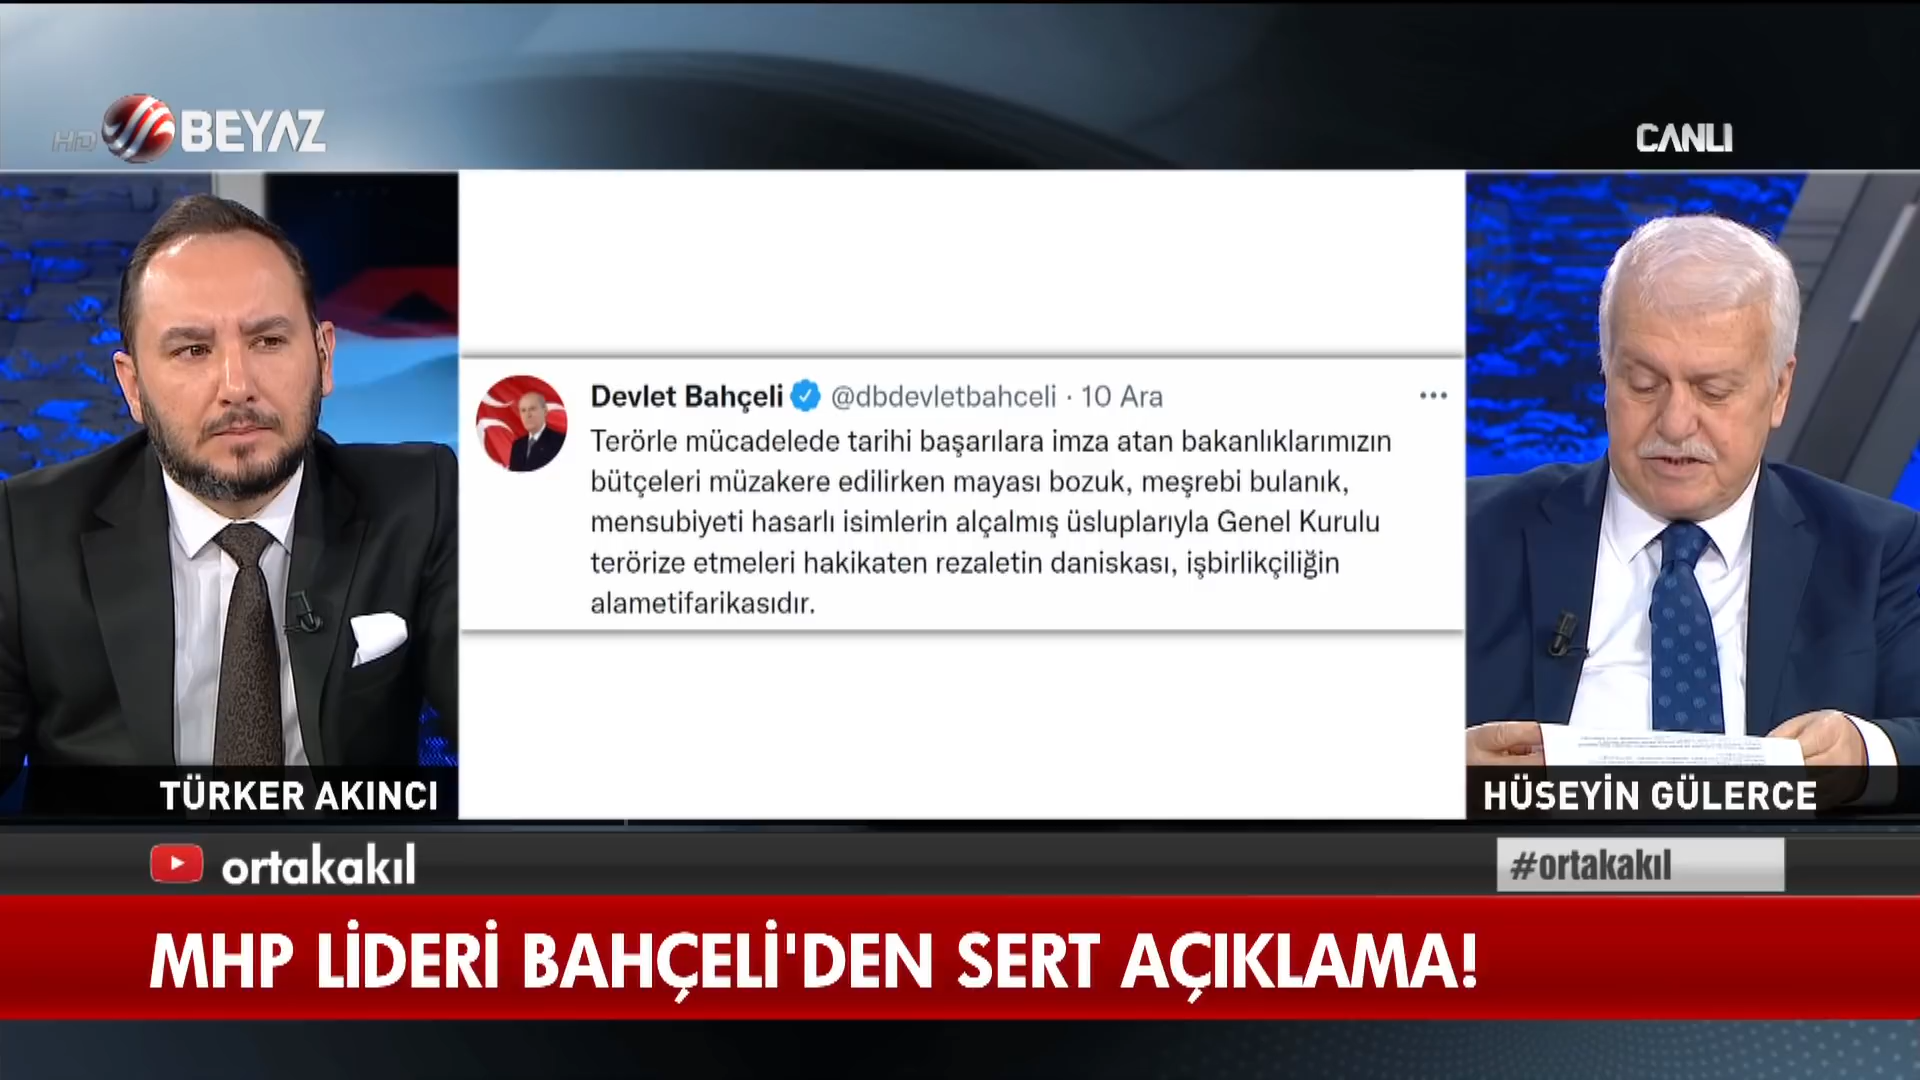 HD BEYAZ
CANLI
Devlet Bahçeli @dbdevletbahceli · 10 Ara
Terörle mücadelede tarihi başarılara imza atan bakanlıklarımızın
bütçeleri müzakere edilirken mayası bozuk, meşrebi bulanık,
mensubiyeti hasarlı isimlerin alçalmış üsluplarıyla Genel Kurulu
terörize etmeleri hakikaten rezaletin daniskası, işbirlikçiliğin
alametifarikasıdır.
TÜRKER AKINCI
HÜSEYİN GÜLERCE
ortakakıl
#ortakakıl
MHP LİDERİ BAHÇELİ'DEN SERT AÇIKLAMA!